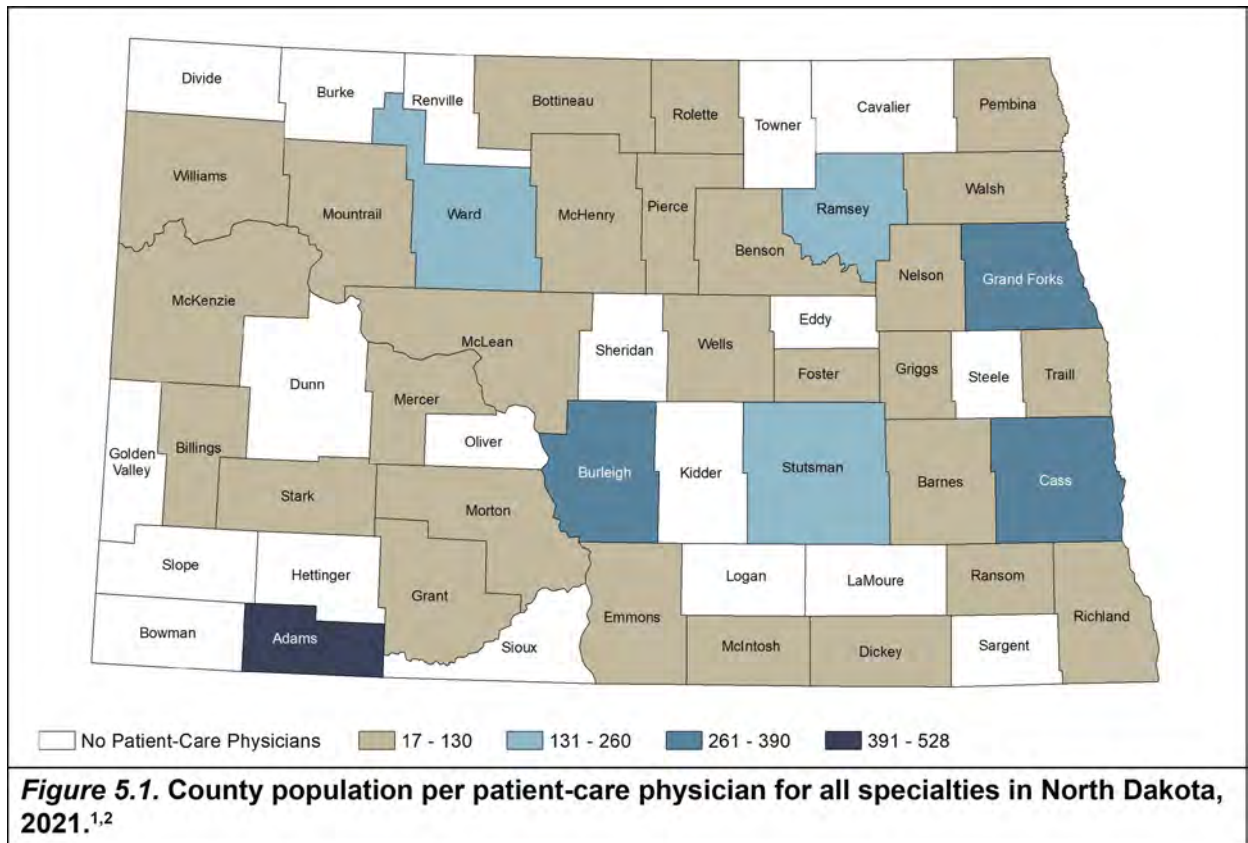 Divide
Burke
Renville
Bottineau
Rolette
Towner
Cavalier
Pembina
Williams
Mountrail
Ward
McHenry
Pierce
Benson
Ramsey
Walsh
Nelson
Grand Forks
McKenzie
Dunn
McLean
Sheridan
Wells
Eddy
Foster
Griggs
Steele
Traill
Golden
Valley
Billings
Mercer
Oliver
Burleigh
Kidder
Stutsman
Barnes
Cass
Stark
Morton
Slope
Hettinger
Grant
Bowman
Adams
Sioux
Emmons
Logan
LaMoure
Ransom
Richland
McIntosh
Dickey
Sargent
No Patient-Care Physicians 17 - 130 131 - 260 261 - 390 391 - 528
Figure 5.1. County population per patient-care physician for all specialties in North Dakota,
2021.1,2